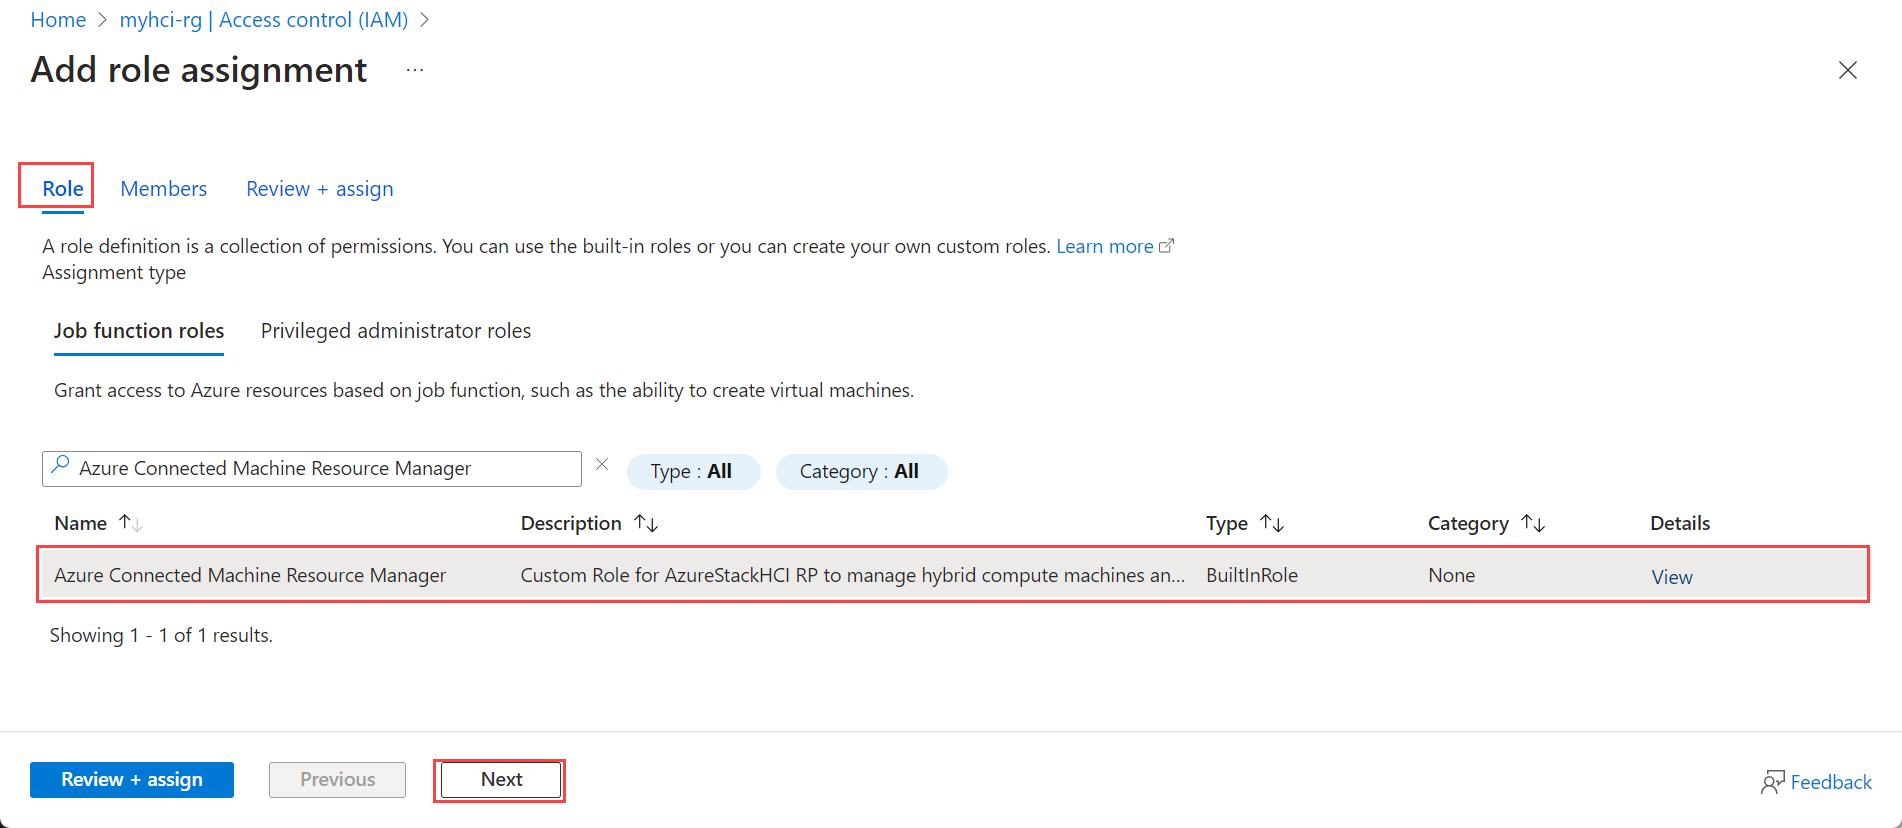 Home > myhci-rg | Access control (IAM) >
Add role assignment ...
Role Members Review + assign
A role definition is a collection of permissions. You can use the built-in roles or you can create your own custom roles. Learn more
Assignment type
Job function roles Privileged administrator roles
Grant access to Azure resources based on job function, such as the ability to create virtual machines.
Azure Connected Machine Resource Manager Type : All Category : All
Name Description Type Category Details
Azure Connected Machine Resource Manager Custom Role for AzureStackHCI RP to manage hybrid compute machines an... BuiltInRole None View
Showing 1 - 1 of 1 results.
Review + assign Previous Next Feedback